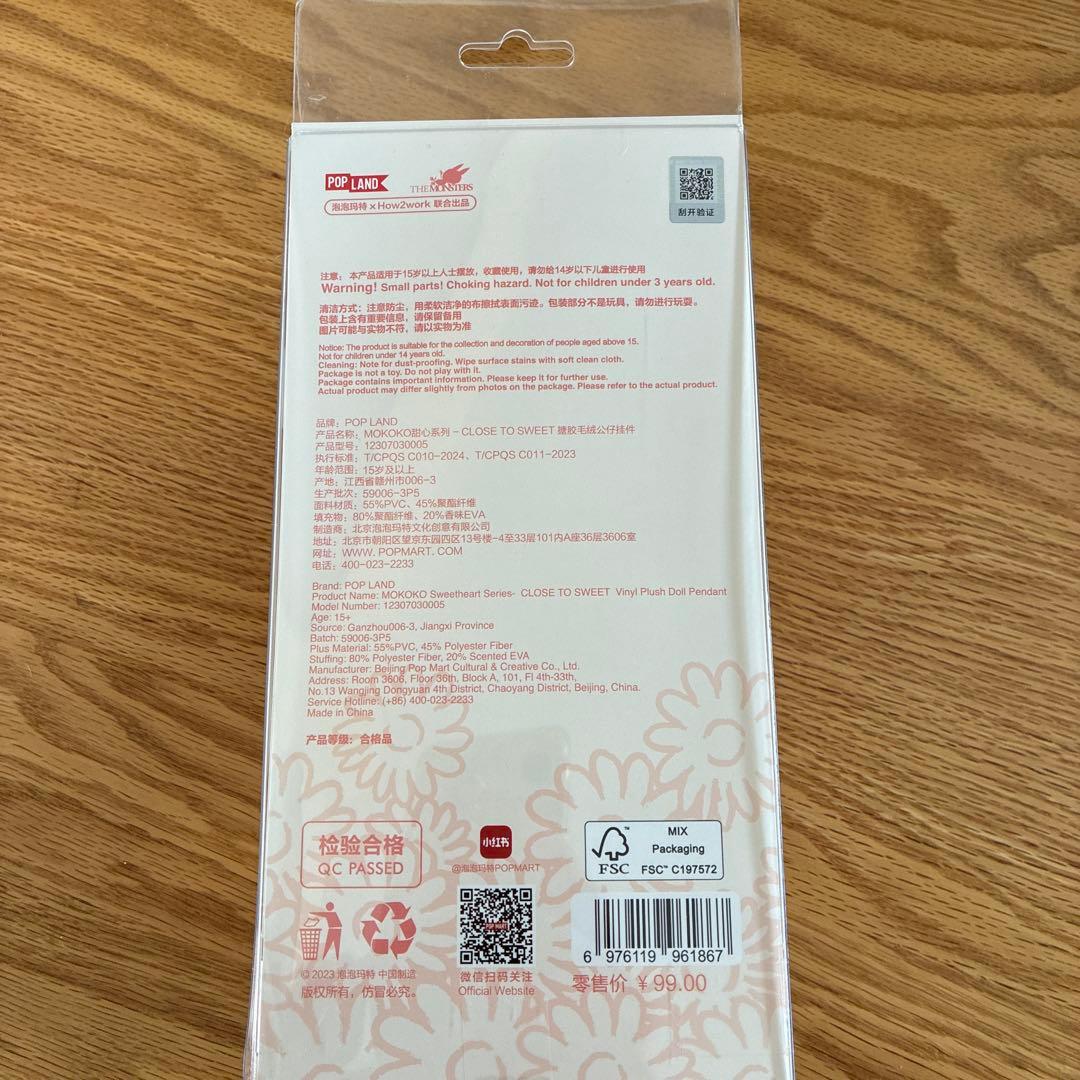 POP LAND
THE MONSTERS
泡泡玛特 x How2work 联合出品
刮开验证
注意：本产品适用于15岁以上人士摆放，收藏使用，请勿给14岁以下儿童进行使用
Warning! Small parts! Choking hazard. Not for children under 3 years old.
清洁方式：注意防尘，用柔软洁净的布擦拭表面污迹。包装部分不是玩具，请勿进行玩耍。
包装上含有重要信息，请保留备用
图片可能与实物不符，请以实物为准
Notice: The product is suitable for the collection and decoration of people aged above 15.
Not for children under 14 years old.
Cleaning: Note for dust-proofing. Wipe surface stains with soft clean cloth.
Package is not a toy. Do not play with it.
Package contains important information. Please keep it for further use.
Actual product may differ slightly from photos on the package. Please refer to the actual product.
品牌：POP LAND
产品名称：MOKOKO甜心系列 - CLOSE TO SWEET 搪胶毛绒公仔挂件
产品型号：12307030005
执行标准：T/CPQS C010-2024、T/CPQS C011-2023
年龄范围：15岁及以上
产地：江西省赣州市006-3
生产批次：59006-3P5
面料材质：55%PVC、45%聚酯纤维
填充物：80%聚酯纤维、20%香味EVA
制造商：北京泡泡玛特文化创意有限公司
地址：北京市朝阳区望京东园四区13号楼-4至33层101内A座36层3606室
网址：WWW. POPMART. COM
电话：400-023-2233
Brand: POP LAND
Product Name: MOKOKO Sweetheart Series- CLOSE TO SWEET Vinyl Plush Doll Pendant
Model Number: 12307030005
Age: 15+
Source: Ganzhou006-3, Jiangxi Province
Batch: 59006-3P5
Plus Material: 55%PVC, 45% Polyester Fiber
Stuffing: 80% Polyester Fiber, 20% Scented EVA
Manufacturer: Beijing Pop Mart Cultural & Creative Co., Ltd.
Address: Room 3606, Floor 36th, Block A, 101, Fl 4th-33th,
No.13 Wangjing Dongyuan 4th District, Chaoyang District, Beijing, China.
Service Hotline: (+86) 400-023-2233
Made in China
产品等级：合格品
检验合格
QC PASSED
小红书
@泡泡玛特POPMART
FSC™
MIX
Packaging
FSC™ C197572
POP MART
6 976119 961867
© 2023 泡泡玛特 中国制造
版权所有，仿冒必究。
微信扫码关注
Official Website
零售价 ￥99.00